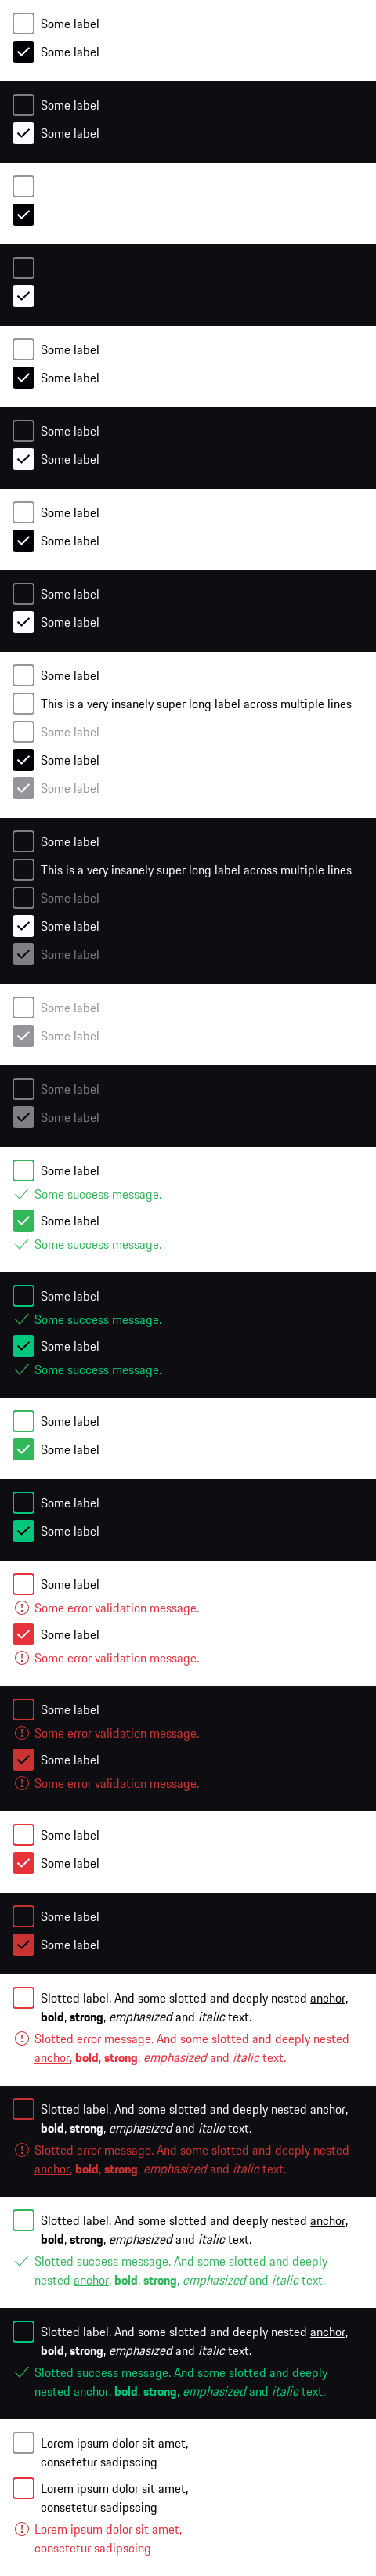 Some label
Some label
Some label
Some label
Some label
Some label
Some label
Some label
Some label
Some label
Some label
Some label
Some label
This is a very insanely super long label across multiple lines
Some label
Some label
Some label
Some label
This is a very insanely super long label across multiple lines
Some label
Some label
Some label
Some label
Some label
Some label
Some label
Some label
Some success message.
Some label
Some success message.
Some label
Some success message.
Some label
Some success message.
Some label
Some label
Some label
Some label
Some label
Some error validation message.
Some label
Some error validation message.
Some label
Some error validation message.
Some label
Some error validation message.
Some label
Some label
Some label
Some label
Slotted label. And some slotted and deeply nested anchor,
bold, strong, emphasized and italic text.
Slotted error message. And some slotted and deeply nested
anchor, bold, strong, emphasized and italic text.
Slotted label. And some slotted and deeply nested anchor,
bold, strong, emphasized and italic text.
Slotted error message. And some slotted and deeply nested
anchor, bold, strong, emphasized and italic text.
Slotted label. And some slotted and deeply nested anchor,
bold, strong, emphasized and italic text.
Slotted success message. And some slotted and deeply
nested anchor, bold, strong, emphasized and italic text.
Slotted label. And some slotted and deeply nested anchor,
bold, strong, emphasized and italic text.
Slotted success message. And some slotted and deeply
nested anchor, bold, strong, emphasized and italic text.
Lorem ipsum dolor sit amet,
consetur sadipscing
Lorem ipsum dolor sit amet,
consetur sadipscing
Lorem ipsum dolor sit amet,
consetetur sadipscing